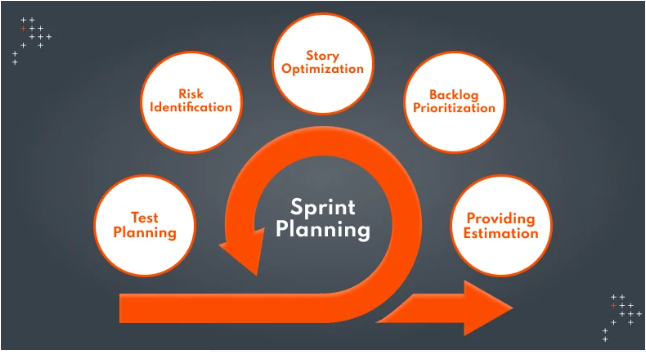 Story
Optimization
Risk
Identification
Backlog
Prioritization
Test
Planning
Sprint
Planning
Providing
Estimation